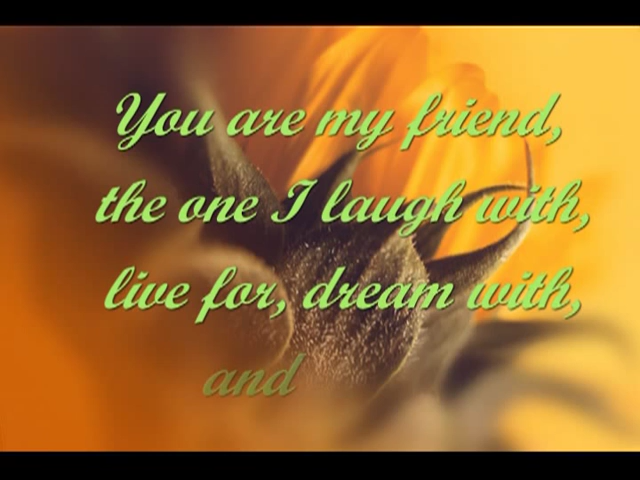 You are my friend,
the one I laugh with,
live for, dream with,
and